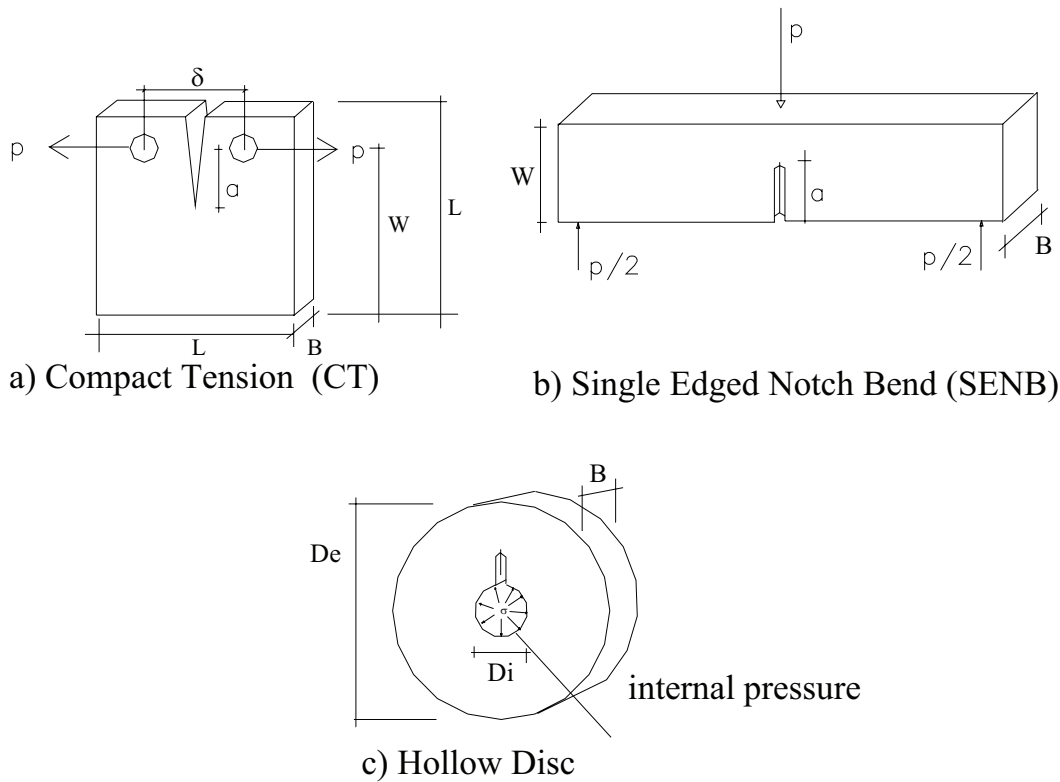 δ
p
p
a
W
L
L
B
a) Compact Tension (CT)
p
W
a
p/2
p/2
B
b) Single Edged Notch Bend (SENB)
B
De
σ
Di
internal pressure
c) Hollow Disc